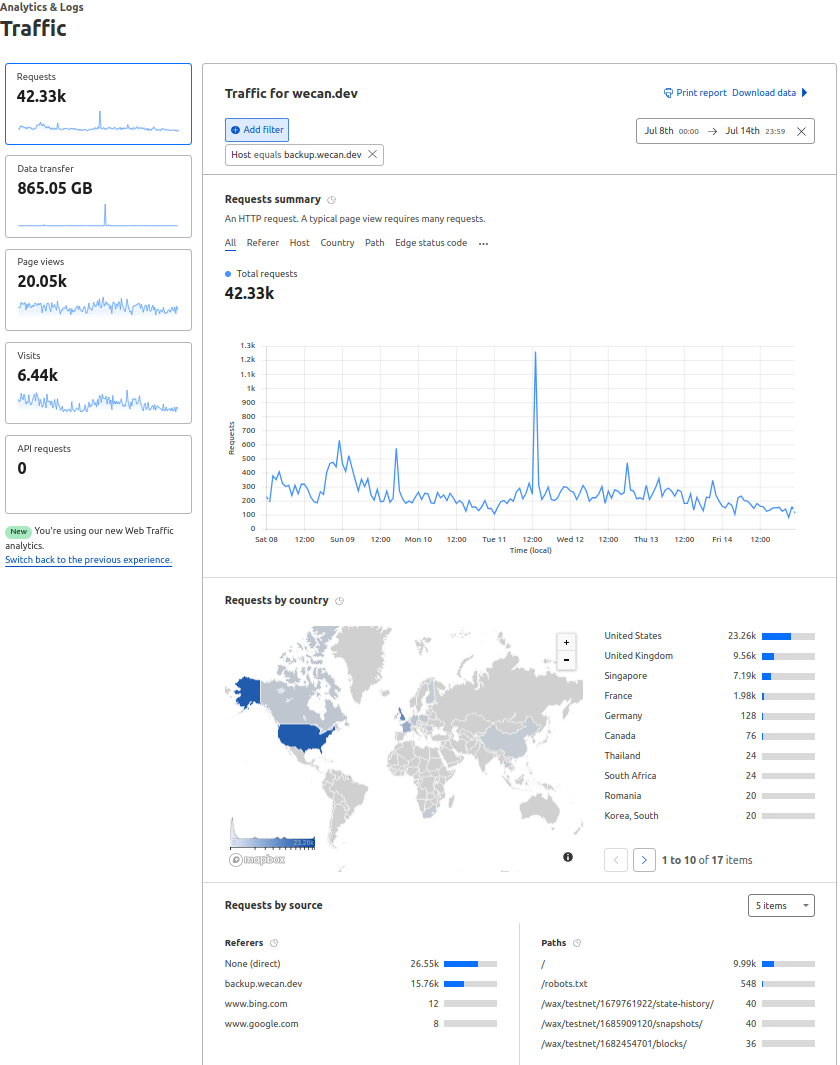 Analytics & Logs
Traffic
Requests
42.33k
Data transfer
865.05 GB
Page views
20.05k
Visits
6.44k
API requests
0
New You're using our new Web Traffic
analytics.
Switch back to the previous experience.
Traffic for wecan.dev
Print report Download data
Add filter
Jul 8th 00:00 → Jul 14th 23:59
Host equals backup.wecan.dev
Requests summary
An HTTP request. A typical page view requires many requests.
All Referer Host Country Path Edge status code ...
Total requests
42.33k
1.3k
1.2k
1.1k
1k
900
800
700
600
500
400
300
200
100
0
Requests
Sat 08 12:00 Sun 09 12:00 Mon 10 12:00 Tue 11 12:00 Wed 12 12:00 Thu 13 12:00 Fri 14 12:00
Time (local)
Requests by country
+
-
0 23.26k
mapbox
United States 23.26k
United Kingdom 9.56k
Singapore 7.19k
France 1.98k
Germany 128
Canada 76
Thailand 24
South Africa 24
Romania 20
Korea, South 20
1 to 10 of 17 items
Requests by source
5 items
Referers
None (direct) 26.55k
backup.wecan.dev 15.76k
www.bing.com 12
www.google.com 8
Paths
/ 9.99k
/robots.txt 548
/wax/testnet/1679761922/state-history/ 40
/wax/testnet/1685909120/snapshots/ 40
/wax/testnet/1682454701/blocks/ 36